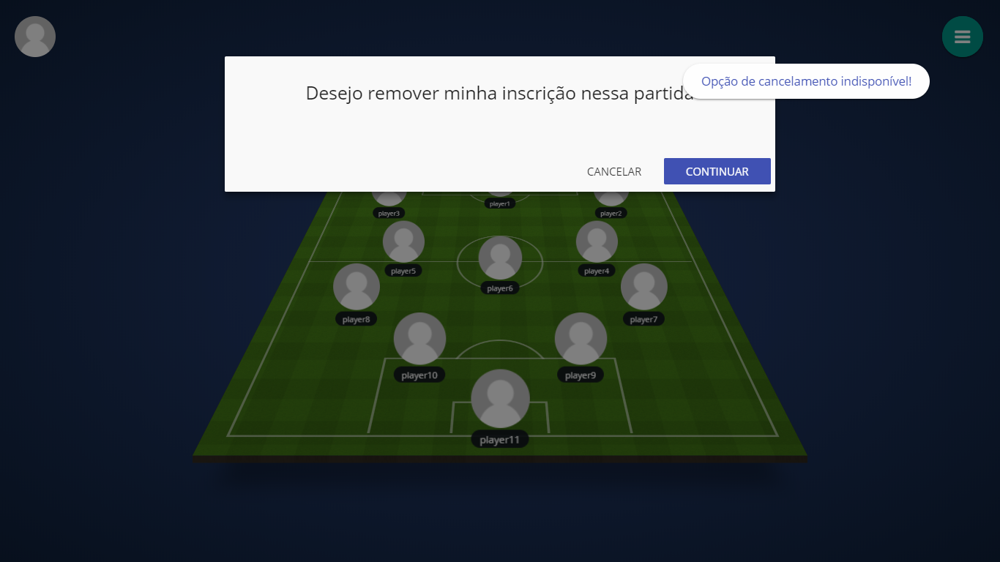 Opção de cancelamento indisponível!
Desejo remover minha inscrição nessa partida
CANCELAR
CONTINUAR
player1
player3
player2
player5
player4
player6
player8
player7
player10
player9
player11